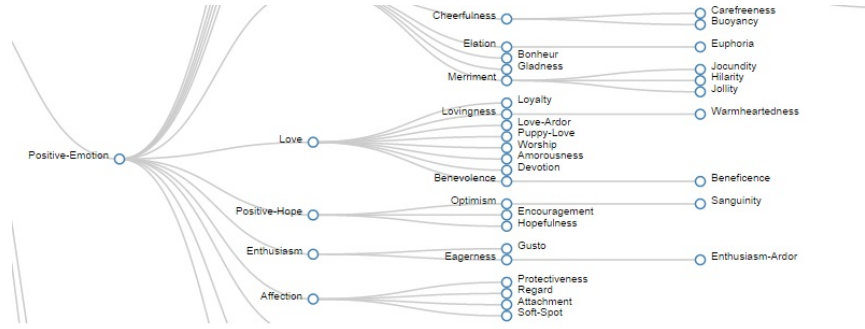 Cheerfulness
Carefreeness
Buoyancy
Elation
Euphoria
Bonheur
Gladness
Merriment
Jocundity
Hilarity
Jollity
Positive-Emotion
Love
Loyalty
Lovingness
Warmheartedness
Love-Ardor
Puppy-Love
Worship
Amorousness
Devotion
Benevolence
Beneficence
Positive-Hope
Optimism
Sanguinity
Encouragement
Hopefulness
Enthusiasm
Gusto
Eagerness
Enthusiasm-Ardor
Affection
Protectiveness
Regard
Attachment
Soft-Spot